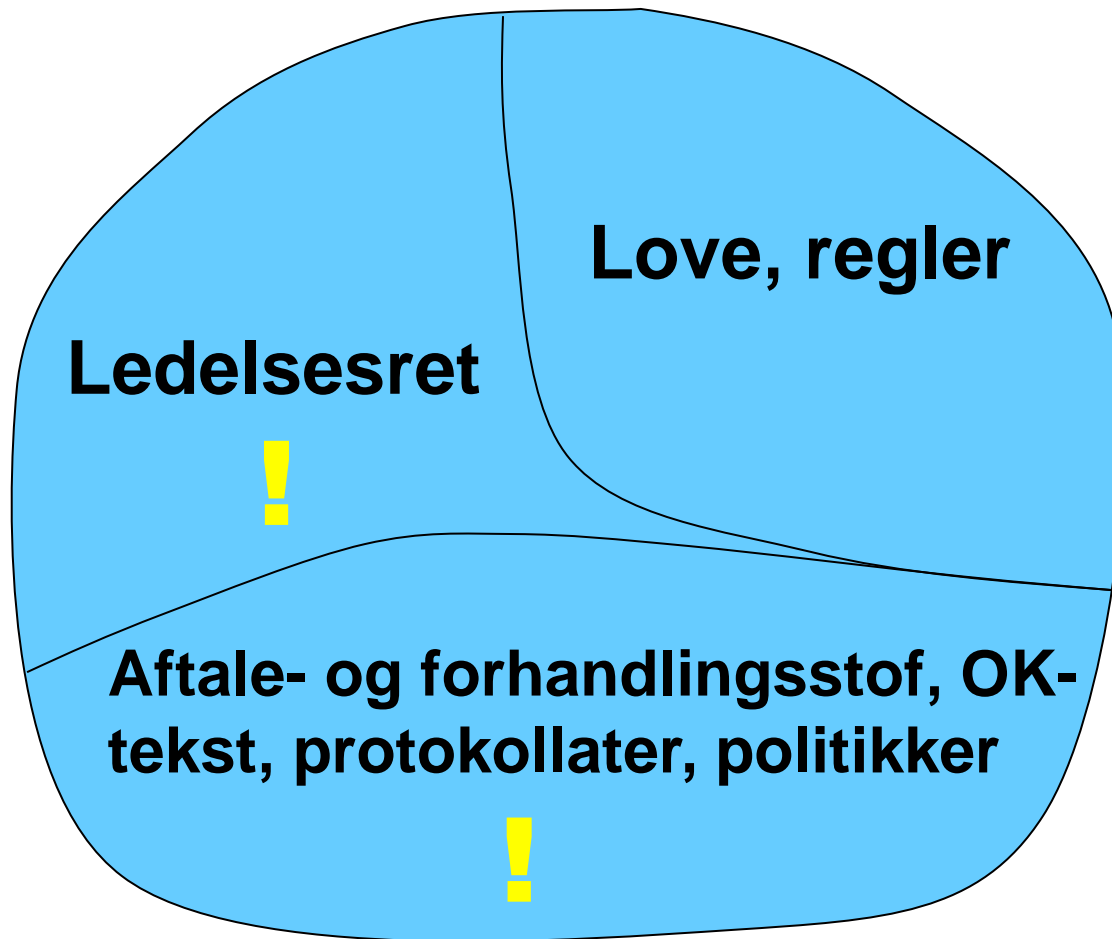 Love, regler
Ledelsesret
!
Aftale- og forhandlingsstof, OK-
tekst, protokollater, politikker
!